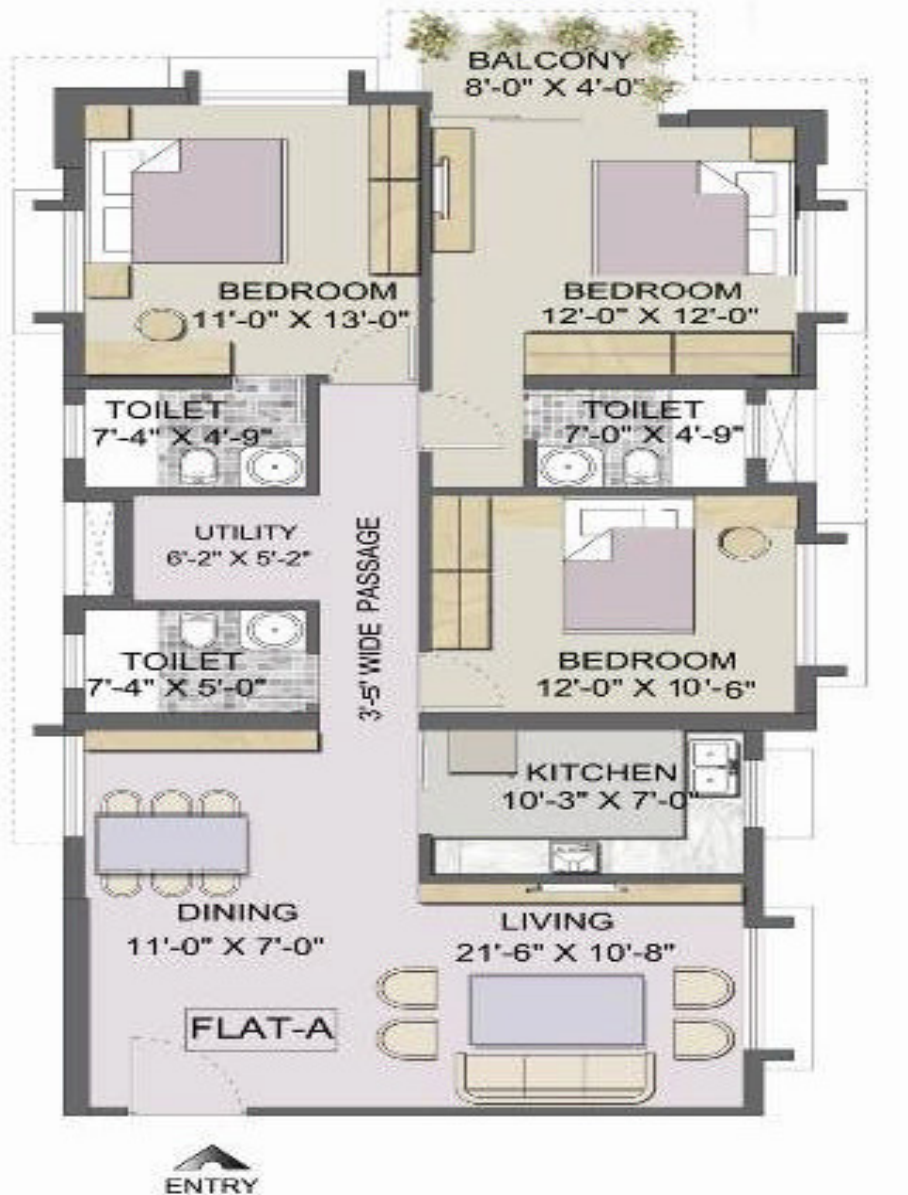 BALCONY
8'-0" X 4'-0"
BEDROOM
11'-0" X 13'-0"
BEDROOM
12'-0" X 12'-0"
TOILET
7'-4" X 4'-9"
TOILET
7'-0" X 4'-9"
UTILITY
6'-2" X 5'-2"
3'-5" WIDE PASSAGE
TOILET
7'-4" X 5'-0"
BEDROOM
12'-0" X 10'-6"
KITCHEN
10'-3" X 7'-0"
DINING
11'-0" X 7'-0"
LIVING
21'-6" X 10'-8"
FLAT-A
ENTRY